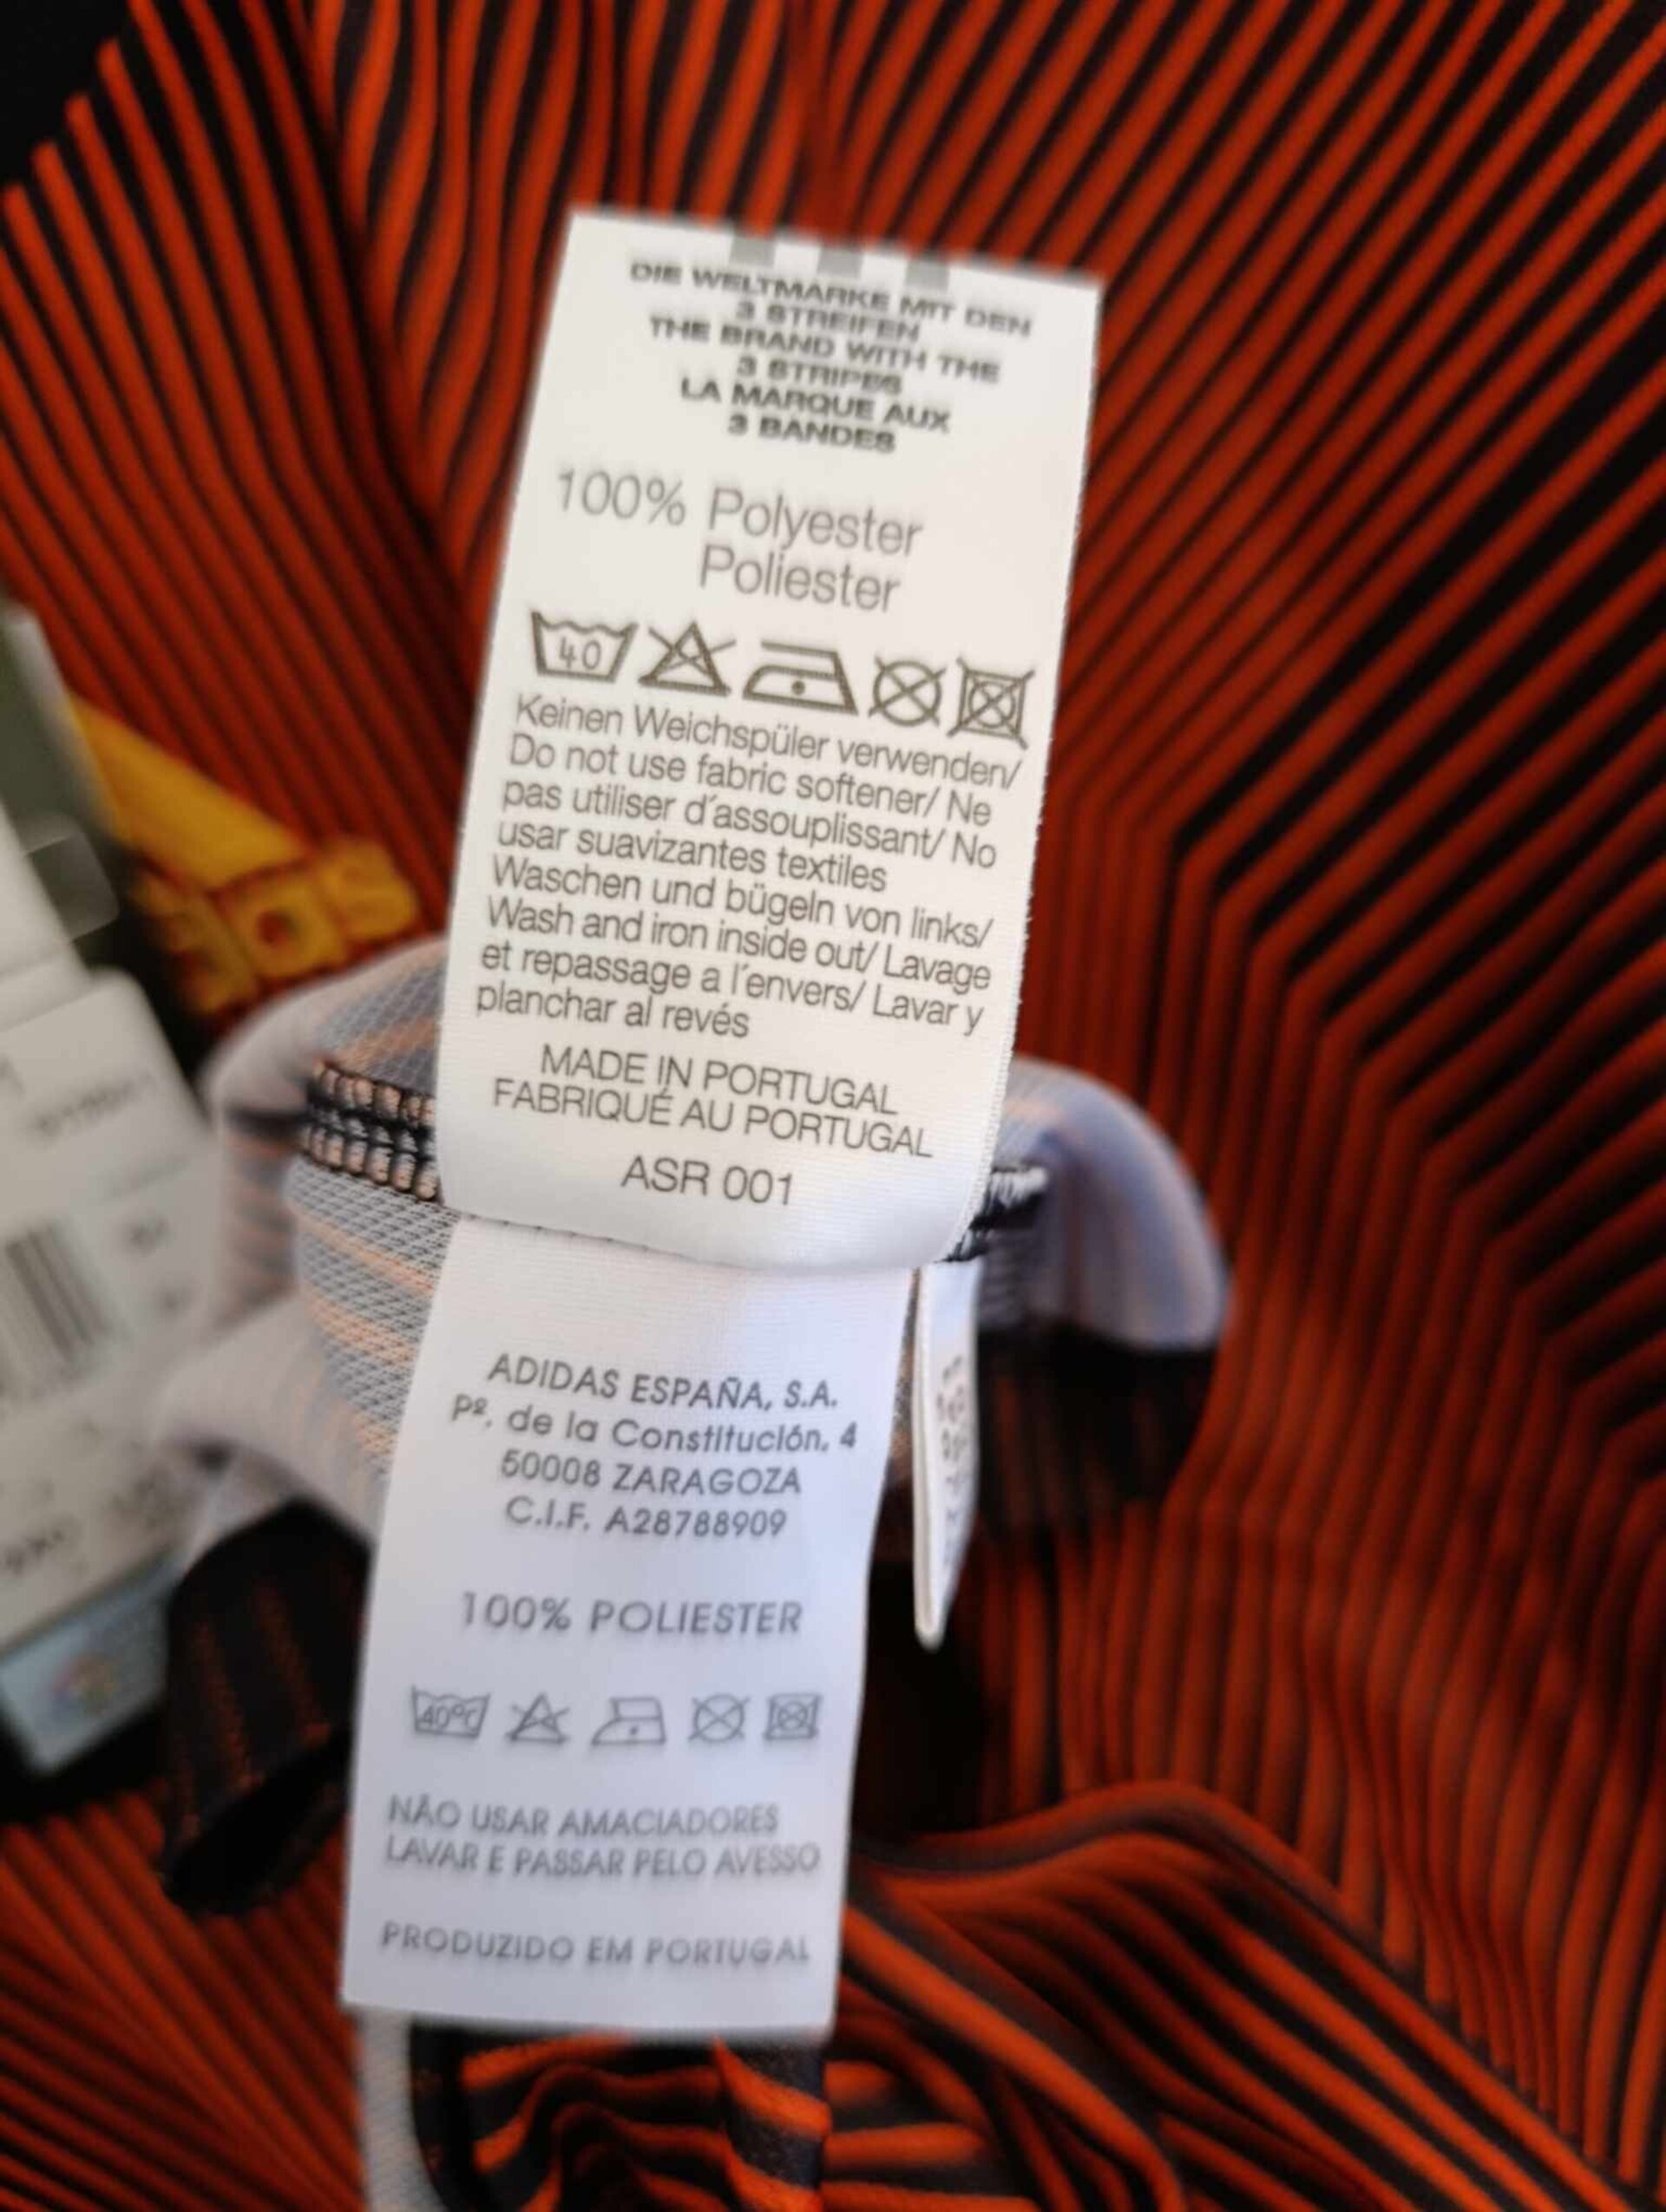 DIE WELTMARKE MIT DEN
3 STREIFEN
THE BRAND WITH THE
3 STRIPES
LA MARQUE AUX
3 BANDES
100% Polyester
Poliester
40
Keinen Weichspüler verwenden/
Do not use fabric softener/ Ne
pas utiliser d´assouplissant/ No
usar suavizantes textiles
Waschen und bügeln von links/
Wash and iron inside out/ Lavage
et repassage a l´envers/ Lavar y
planchar al revés
MADE IN PORTUGAL
FABRIQUÉ AU PORTUGAL
ASR 001
ADIDAS ESPAÑA, S.A.
Pº. de la Constitución, 4
50008 ZARAGOZA
C.I.F. A28788909
100% POLIESTER
40ºC
NÃO USAR AMACIADORES
LAVAR E PASSAR PELO AVESSO
PRODUZIDO EM PORTUGAL